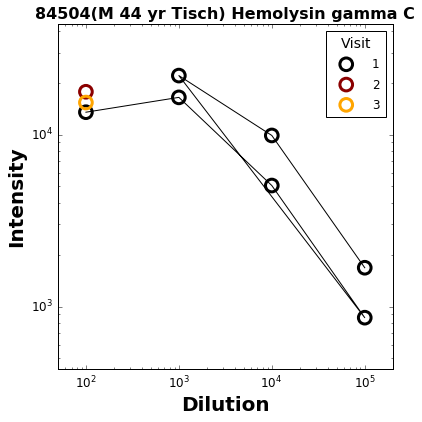 84504(M 44 yr Tisch) Hemolysin gamma C
Visit
1
2
3
Intensity
10^4
10^3
10^2
10^3
10^4
10^5
Dilution